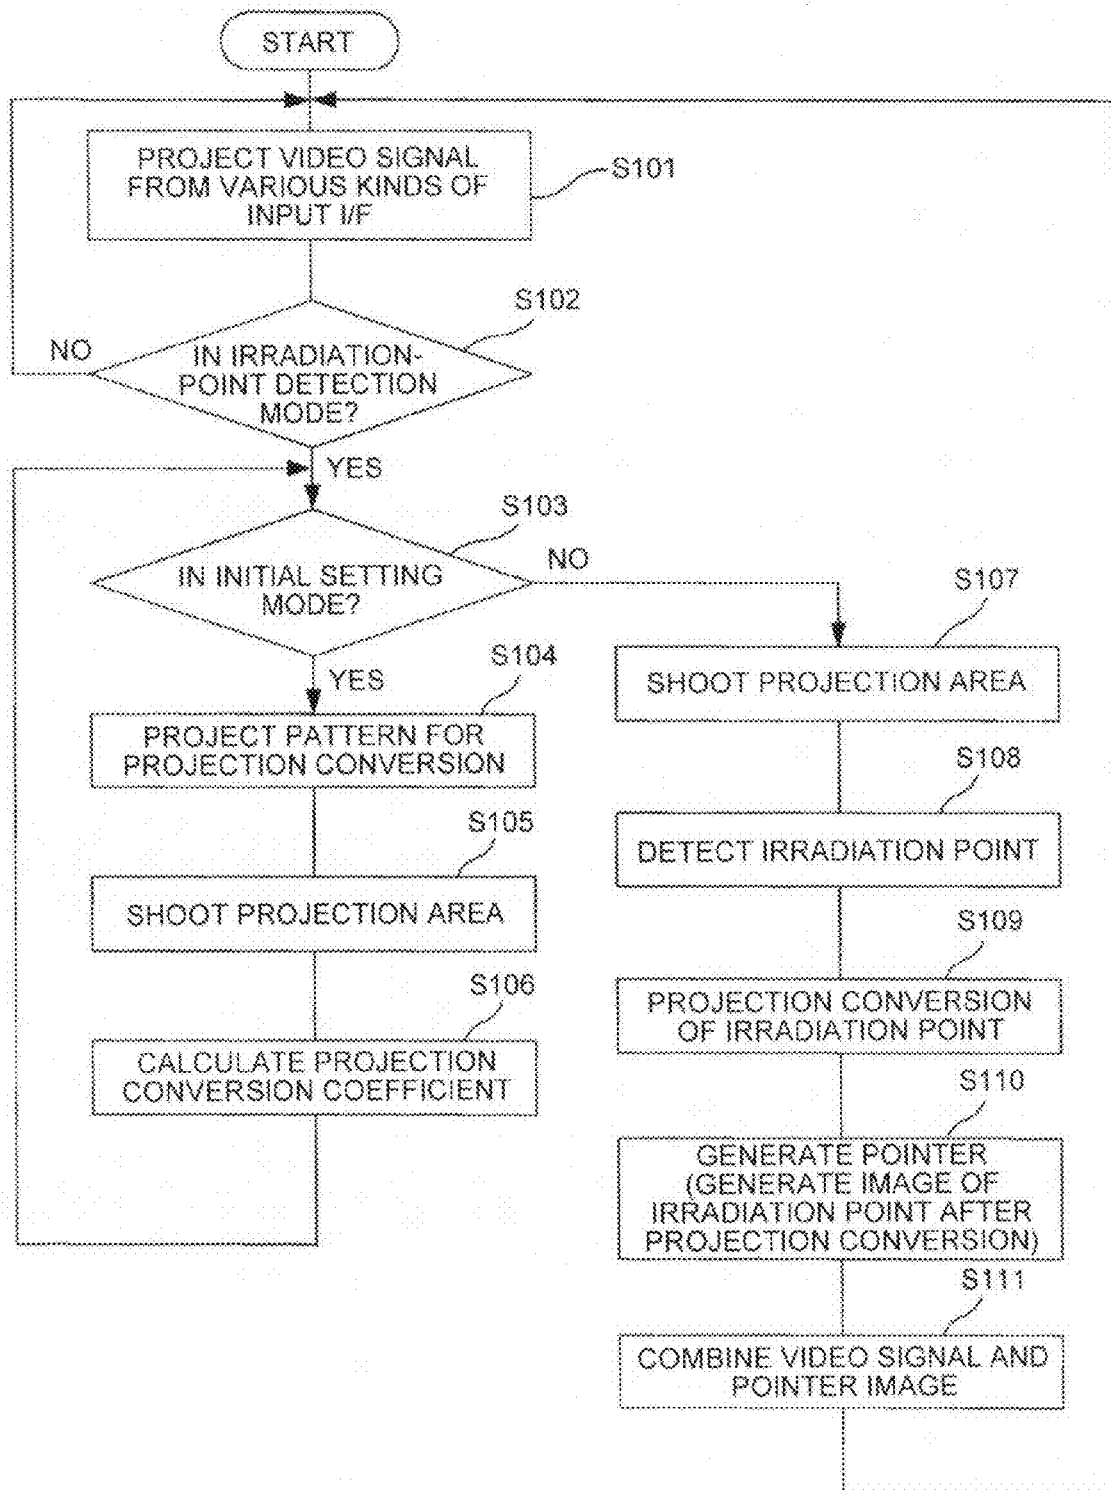 START
PROJECT VIDEO SIGNAL
FROM VARIOUS KINDS OF
INPUT I/F
S101
S102
NO
IN IRRADIATION-
POINT DETECTION
MODE?
YES
S103
NO
IN INITIAL SETTING
MODE?
S104
YES
PROJECT PATTERN FOR
PROJECTION CONVERSION
S105
SHOOT PROJECTION AREA
S106
CALCULATE PROJECTION
CONVERSION COEFFICIENT
S107
SHOOT PROJECTION AREA
S108
DETECT IRRADIATION POINT
S109
PROJECTION CONVERSION
OF IRRADIATION POINT
S110
GENERATE POINTER
(GENERATE IMAGE OF
IRRADIATION POINT AFTER
PROJECTION CONVERSION)
S111
COMBINE VIDEO SIGNAL AND
POINTER IMAGE